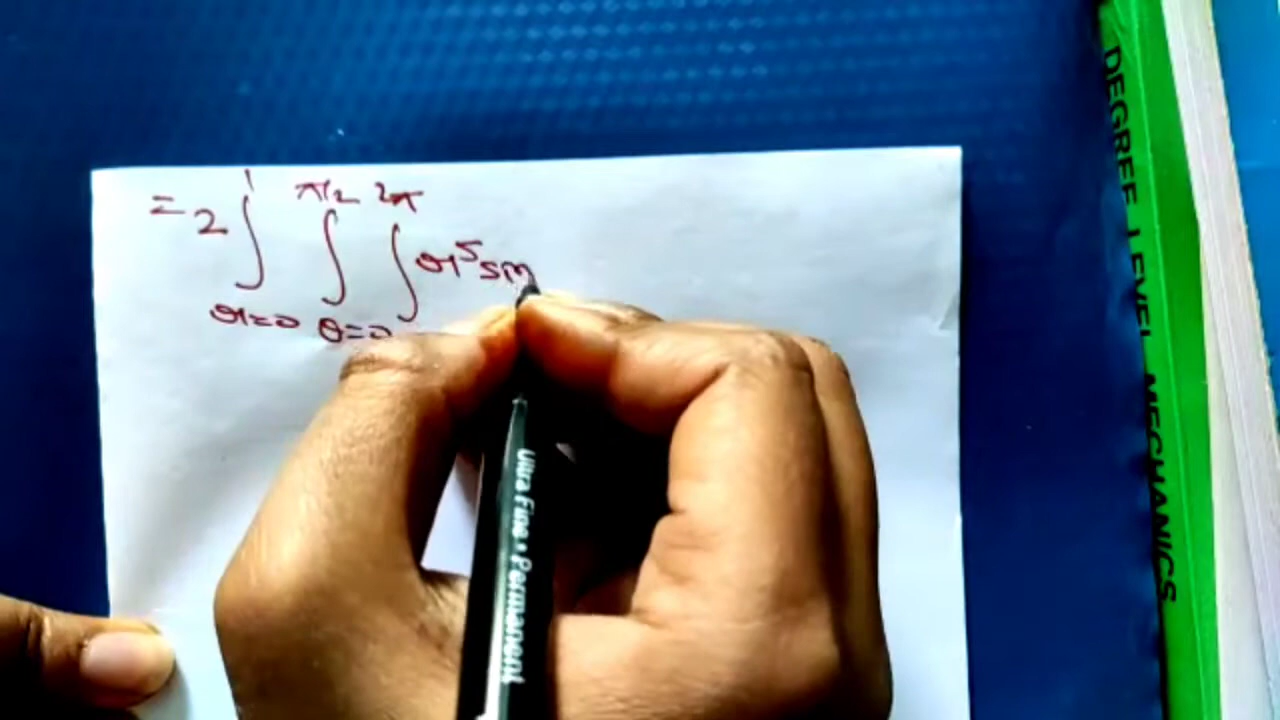 = 2 ∫ ∫ ∫ r⁵ sin
1 π/2 2π
r=0 θ=0
Ultra Fine • Permanent
DEGREE LEVEL MECHANICS